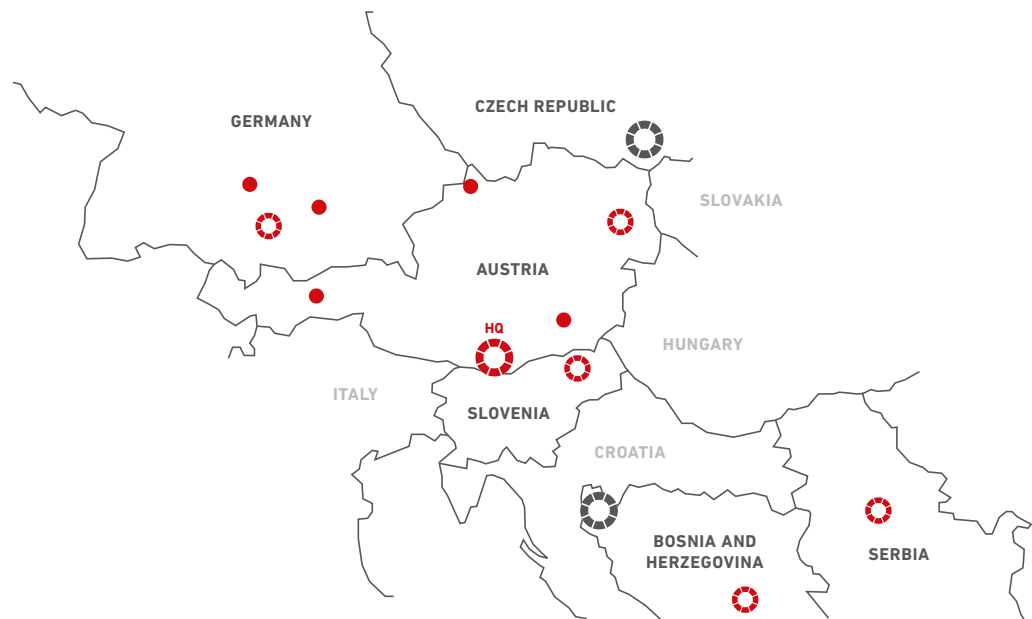 CZECH REPUBLIC
GERMANY
SLOVAKIA
AUSTRIA
HQ
HUNGARY
ITALY
SLOVENIA
CROATIA
BOSNIA AND
HERZEGOVINA
SERBIA